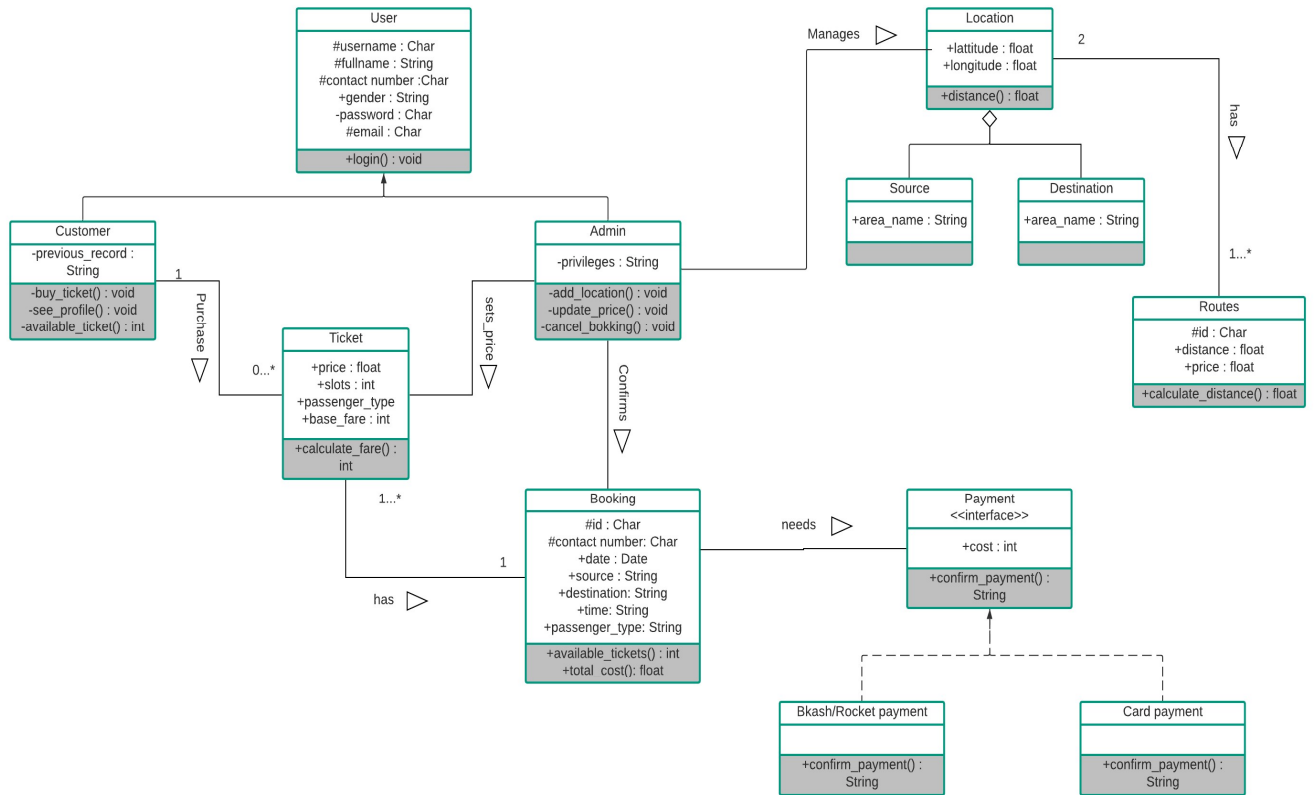 User
#username : Char
#fullname : String
#contact number :Char
+gender : String
-password : Char
#email : Char
+login() : void
Manages
Location
+lattitude : float
+longitude : float
+distance() : float
2
has
1...*
Source
+area_name : String
Destination
+area_name : String
Customer
-previous_record :
String
-buy_ticket() : void
-see_profile() : void
-available_ticket() : int
1
Purchase
0...*
Admin
-privileges : String
-add_location() : void
-update_price() : void
-cancel_bokking() : void
sets_price
Confirms
Routes
#id : Char
+distance : float
+price : float
+calculate_distance() : float
Ticket
+price : float
+slots : int
+passenger_type
+base_fare : int
+calculate_fare() :
int
1...*
1
has
Booking
#id : Char
#contact number: Char
+date : Date
+source : String
+destination: String
+time: String
+passenger_type: String
+available_tickets() : int
+total_cost(): float
needs
Payment
<<interface>>
+cost : int
+confirm_payment() :
String
Bkash/Rocket payment
+confirm_payment() :
String
Card payment
+confirm_payment() :
String